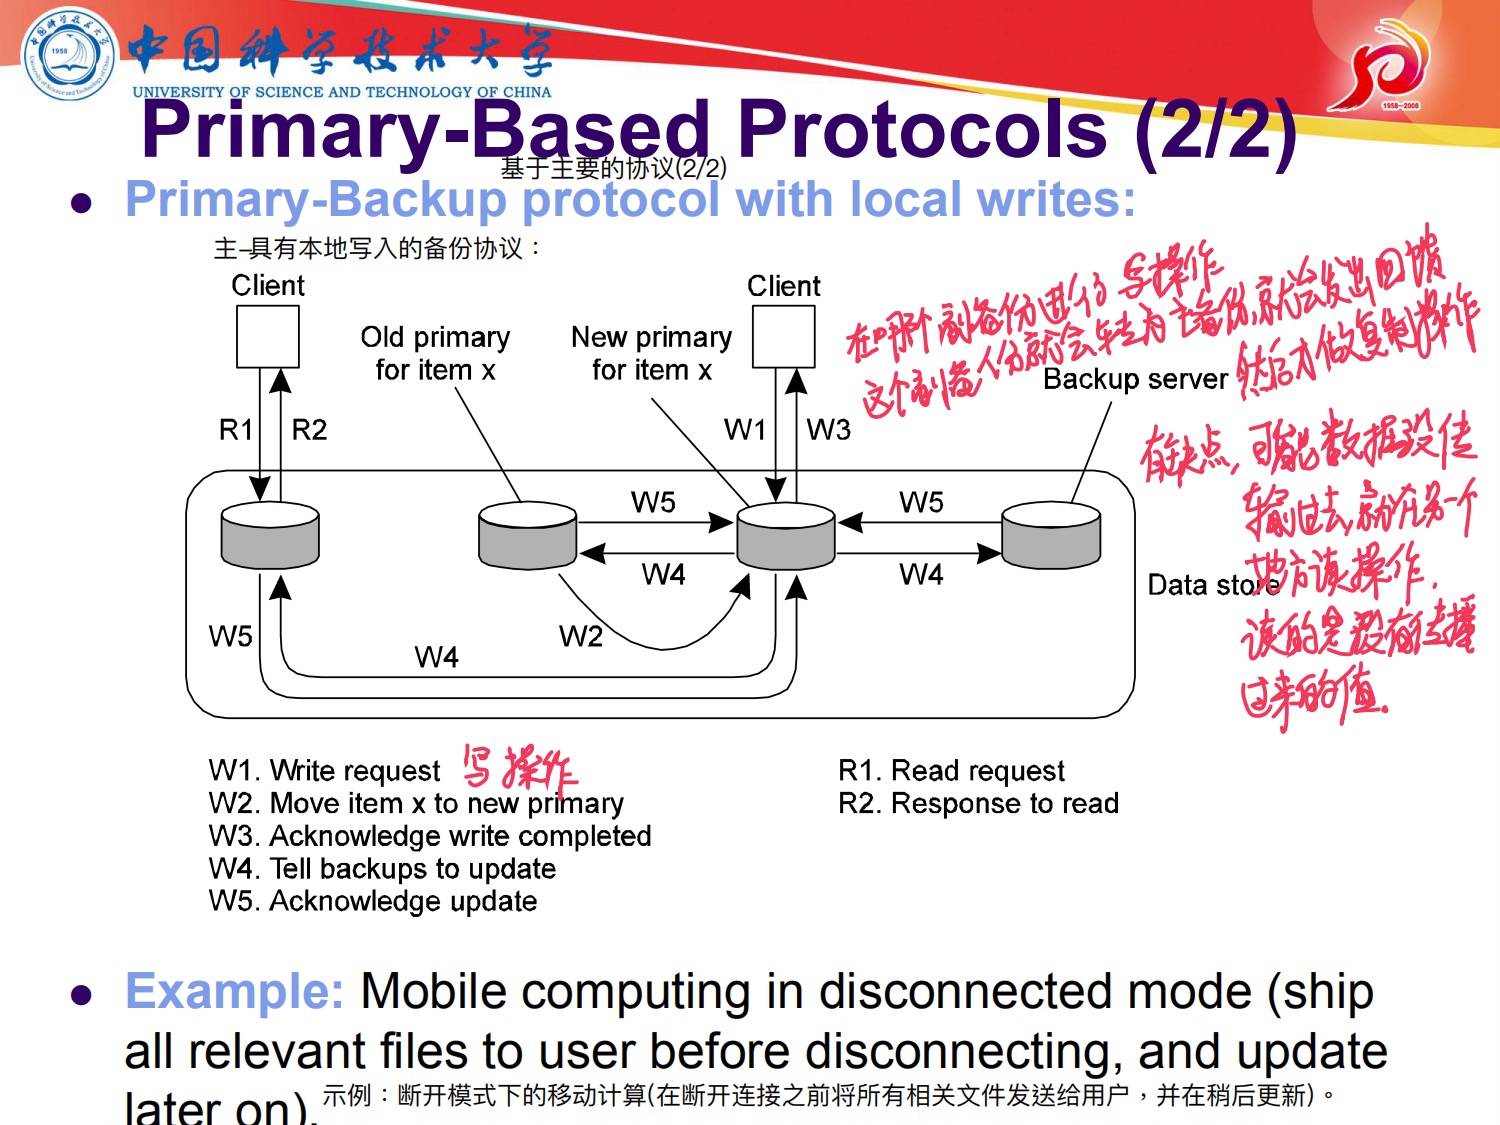 中国科学技术大学
UNIVERSITY OF SCIENCE AND TECHNOLOGY OF CHINA
1958
1958—2008
Primary-Based Protocols (2/2)
基于主要的协议(2/2)
Primary-Backup protocol with local writes:
主–具有本地写入的备份协议：
Client
Client
Old primary
for item x
New primary
for item x
在哪个副备份进行写操作
这个副备份就会转为主备份,就会发出回馈
然后才做复制操作
Backup server
R1
R2
W1
W3
有缺点,可能数据没传
输过去,就在另一个
地方读操作.
读的是没有传播
过来的值.
W5
W5
W4
W4
Data store
W5
W2
W4
W1. Write request
写操作
W2. Move item x to new primary
W3. Acknowledge write completed
W4. Tell backups to update
W5. Acknowledge update
R1. Read request
R2. Response to read
Example: Mobile computing in disconnected mode (ship
all relevant files to user before disconnecting, and update
later on).
示例：断开模式下的移动计算(在断开连接之前将所有相关文件发送给用户，并在稍后更新)。